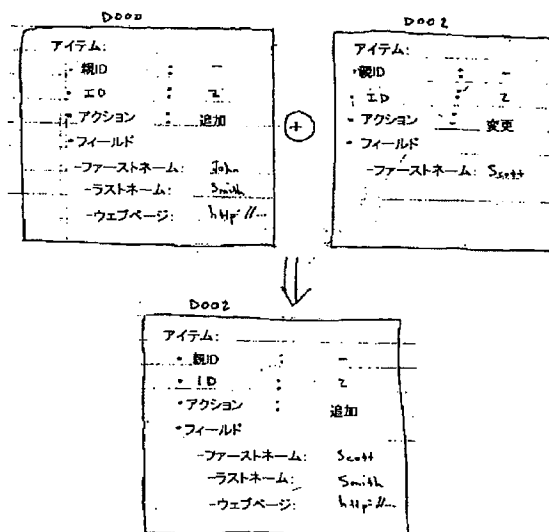 D000
アイテム:
・親ID : -
・ID : 2
・アクション : 追加
・フィールド
-ファーストネーム: John
-ラストネーム: Smith
-ウェブページ: http://...
+
D002
アイテム:
・親ID : -
・ID : 2
・アクション : 変更
・フィールド
-ファーストネーム: Scott
D002
アイテム:
・親ID : -
・ID : 2
・アクション : 追加
・フィールド
-ファーストネーム: Scott
-ラストネーム: Smith
-ウェブページ: http://...